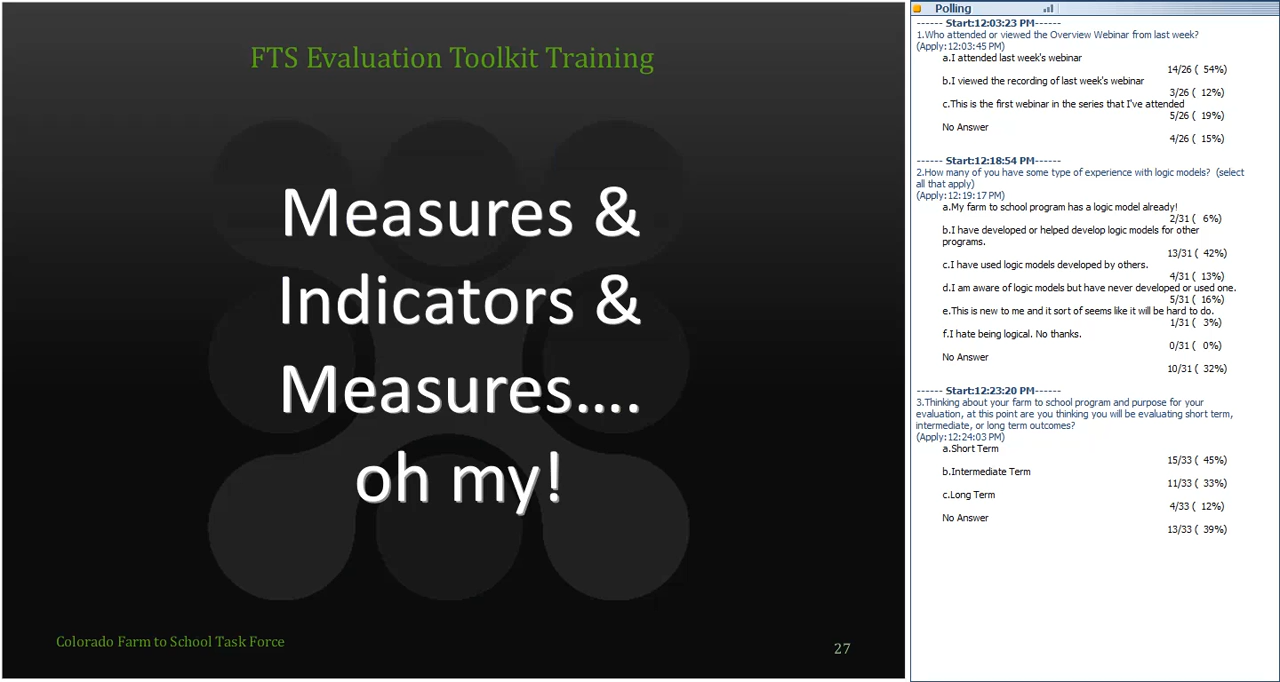 FTS Evaluation Toolkit Training
Measures &
Indicators &
Measures....
oh my!
Colorado Farm to School Task Force
27
Polling
------ Start:12:03:23 PM------
1.Who attended or viewed the Overview Webinar from last week?
(Apply:12:03:45 PM)
a.I attended last week's webinar
14/26 ( 54%)
b.I viewed the recording of last week's webinar
3/26 ( 12%)
c.This is the first webinar in the series that I've attended
5/26 ( 19%)
No Answer
4/26 ( 15%)
------ Start:12:18:54 PM------
2.How many of you have some type of experience with logic models? (select
all that apply)
(Apply:12:19:17 PM)
a.My farm to school program has a logic model already!
2/31 ( 6%)
b.I have developed or helped develop logic models for other
programs.
13/31 ( 42%)
c.I have used logic models developed by others.
4/31 ( 13%)
d.I am aware of logic models but have never developed or used one.
5/31 ( 16%)
e.This is new to me and it sort of seems like it will be hard to do.
1/31 ( 3%)
f.I hate being logical. No thanks.
0/31 ( 0%)
No Answer
10/31 ( 32%)
------ Start:12:23:20 PM------
3.Thinking about your farm to school program and purpose for your
evaluation, at this point are you thinking you will be evaluating short term,
intermediate, or long term outcomes?
(Apply:12:24:03 PM)
a.Short Term
15/33 ( 45%)
b.Intermediate Term
11/33 ( 33%)
c.Long Term
4/33 ( 12%)
No Answer
13/33 ( 39%)